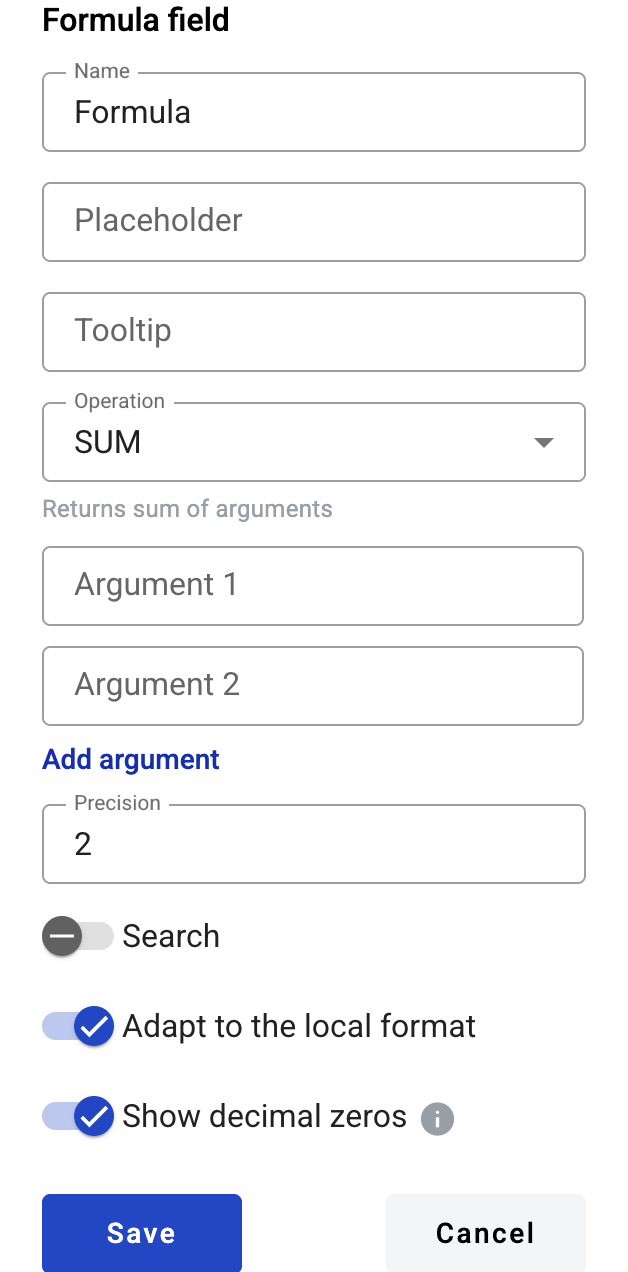 Formula field
Name
Formula
Placeholder
Tooltip
Operation
SUM
Returns sum of arguments
Argument 1
Argument 2
Add argument
Precision
2
Search
Adapt to the local format
Show decimal zeros
Save
Cancel